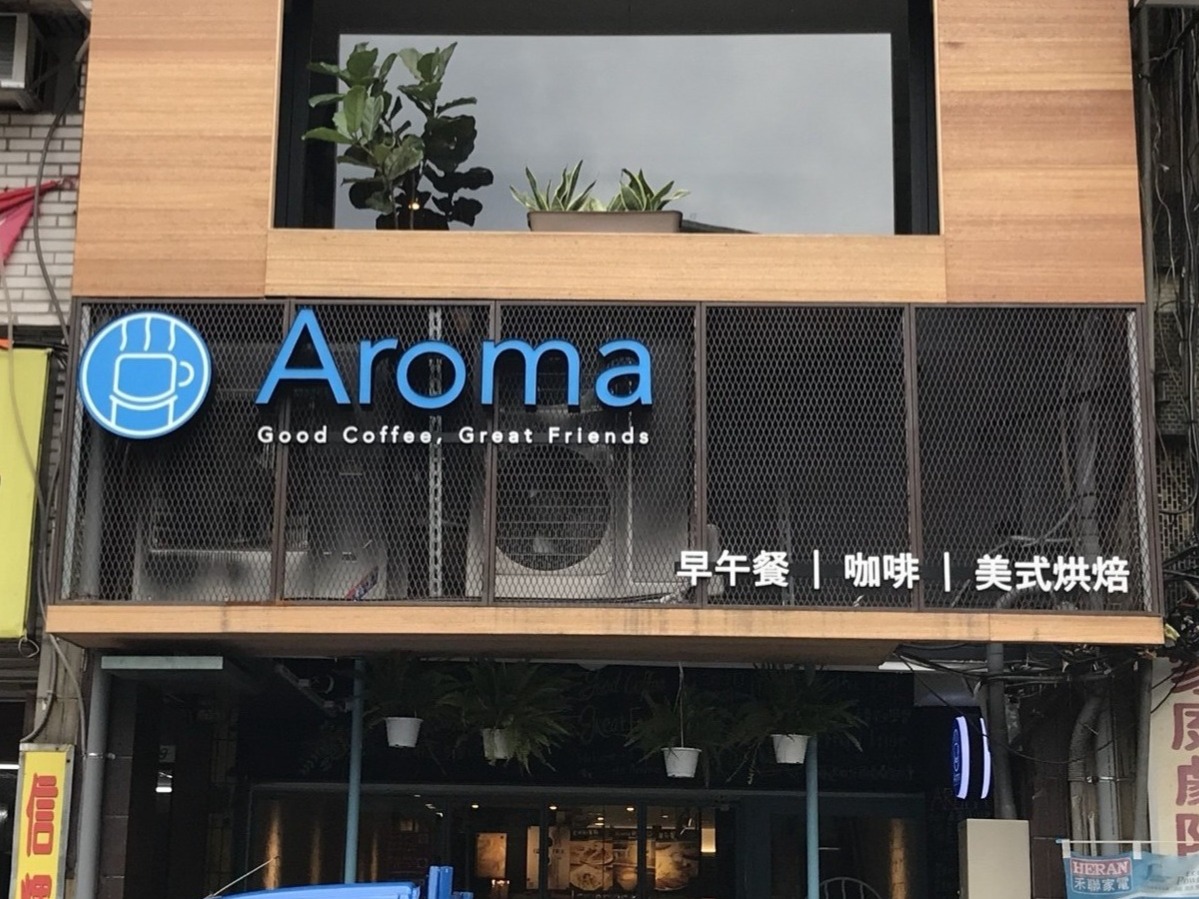 Aroma
Good Coffee, Great Friends
早午餐 | 咖啡 | 美式烘焙
信
HERAN
禾聯家電